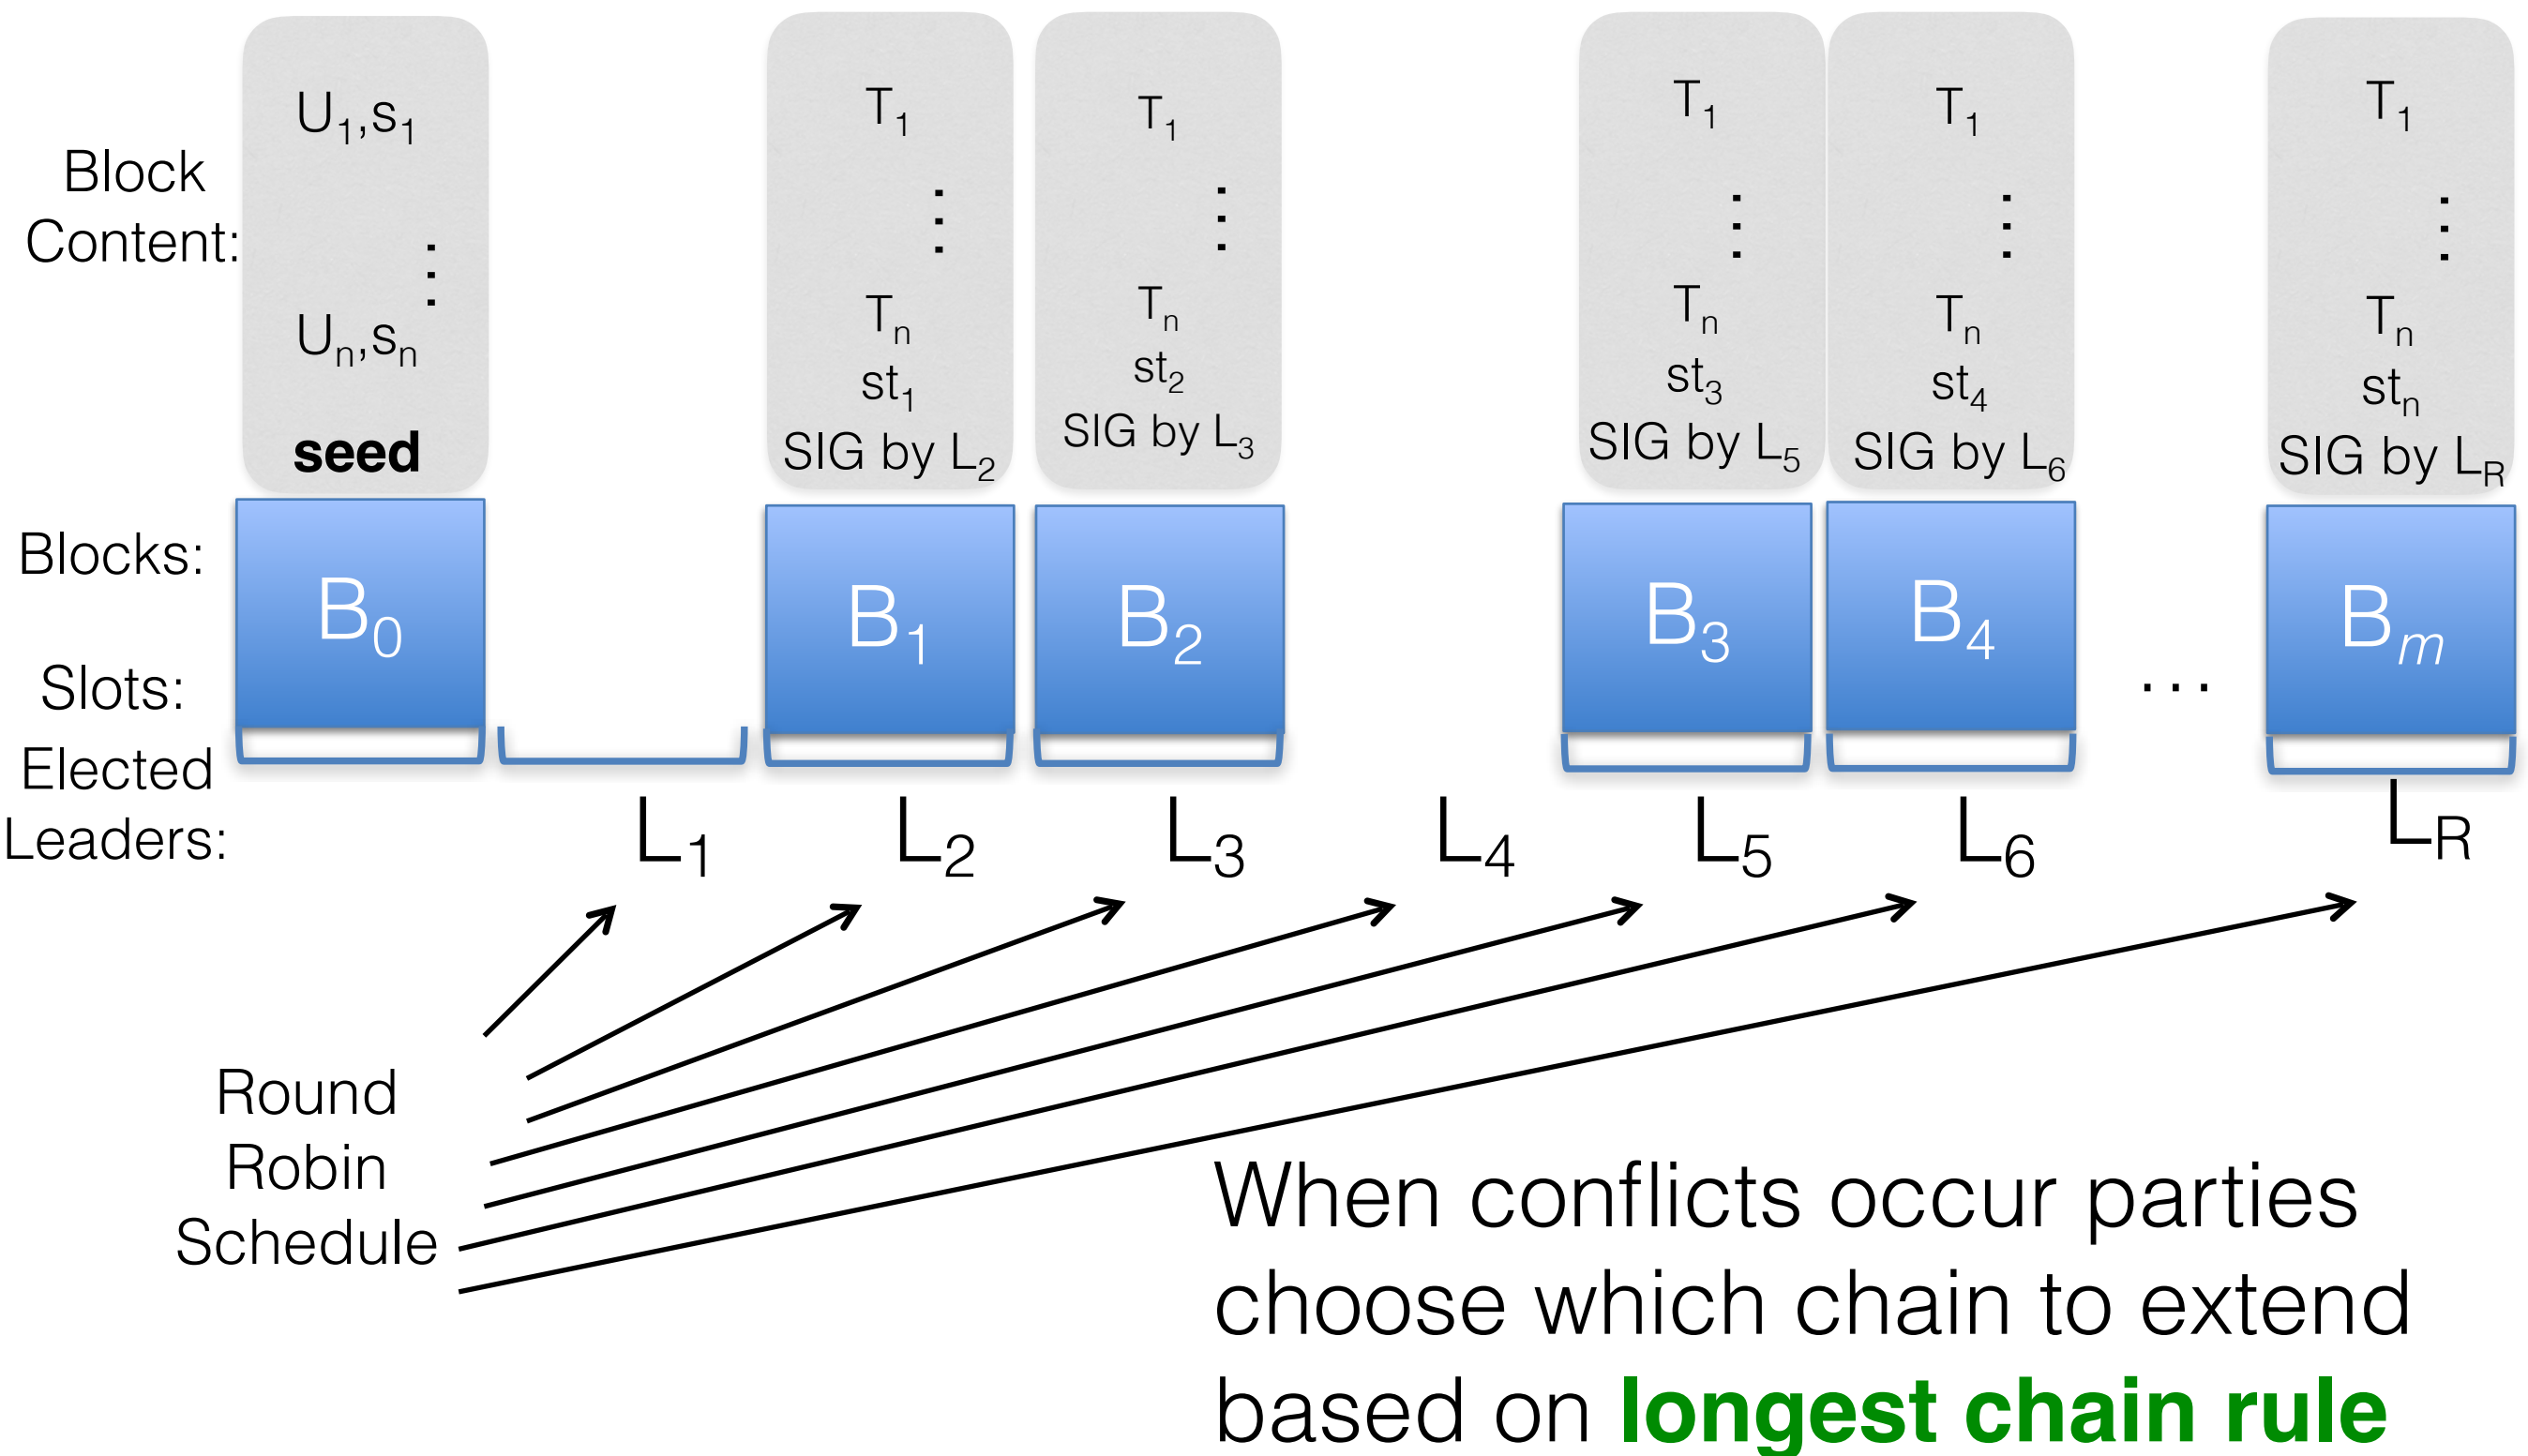 Block
Content:
U₁,s₁
⋮
Uₙ,sₙ
seed
T₁
⋮
Tₙ
st₁
SIG by L₂
T₁
⋮
Tₙ
st₂
SIG by L₃
T₁
⋮
Tₙ
st₃
SIG by L₅
T₁
⋮
Tₙ
st₄
SIG by L₆
T₁
⋮
Tₙ
stₙ
SIG by L_R
Blocks:
B₀ B₁ B₂ B₃ B₄ Bₘ
Slots:
...
Elected
Leaders:
L₁ L₂ L₃ L₄ L₅ L₆ L_R
Round
Robin
Schedule
When conflicts occur parties
choose which chain to extend
based on longest chain rule